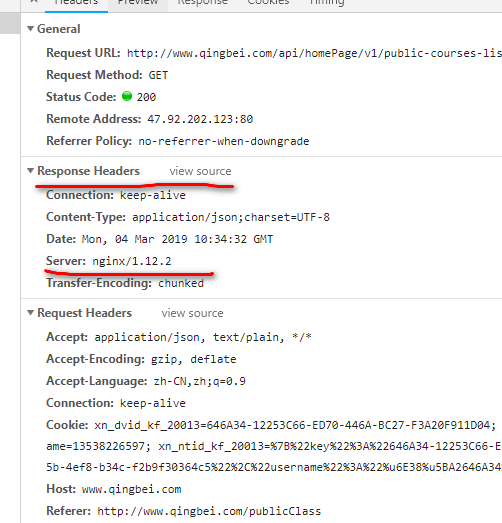 Headers Preview Response Cookies Timing
General
Request URL: http://www.qingbei.com/api/homePage/v1/public-courses-lis
Request Method: GET
Status Code: 200
Remote Address: 47.92.202.123:80
Referrer Policy: no-referrer-when-downgrade
Response Headers view source
Connection: keep-alive
Content-Type: application/json;charset=UTF-8
Date: Mon, 04 Mar 2019 10:34:32 GMT
Server: nginx/1.12.2
Transfer-Encoding: chunked
Request Headers view source
Accept: application/json, text/plain, */*
Accept-Encoding: gzip, deflate
Accept-Language: zh-CN,zh;q=0.9
Connection: keep-alive
Cookie: xn_dvid_kf_20013=646A34-12253C66-ED70-446A-BC27-F3A20F911D04;
ame=13538226597; xn_ntid_kf_20013=%7B%22key%22%3A%22646A34-12253C66-E
5b-4ef8-b34c-f2b9f30364c5%22%2C%22username%22%3A%22%u6E38%u5BA2646A34
Host: www.qingbei.com
Referer: http://www.qingbei.com/publicClass